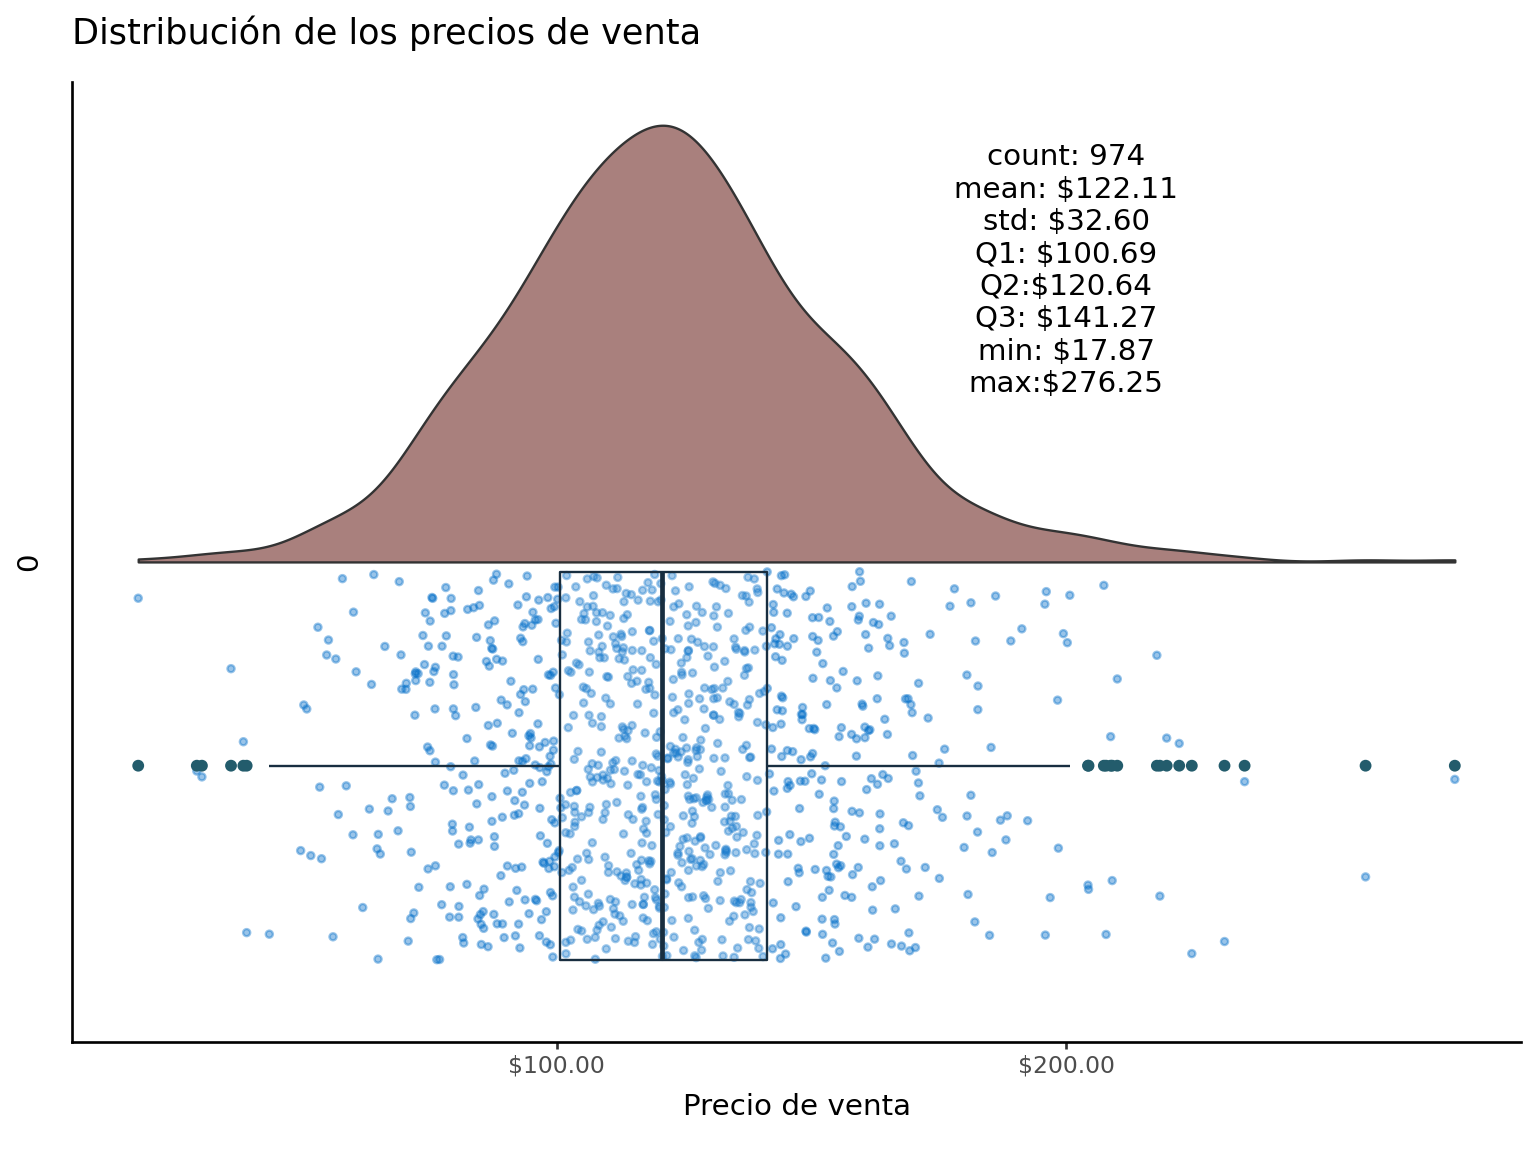 Distribución de los precios de venta
count: 974
mean: $122.11
std: $32.60
Q1: $100.69
Q2:$120.64
Q3: $141.27
min: $17.87
max:$276.25
0
$100.00 $200.00
Precio de venta